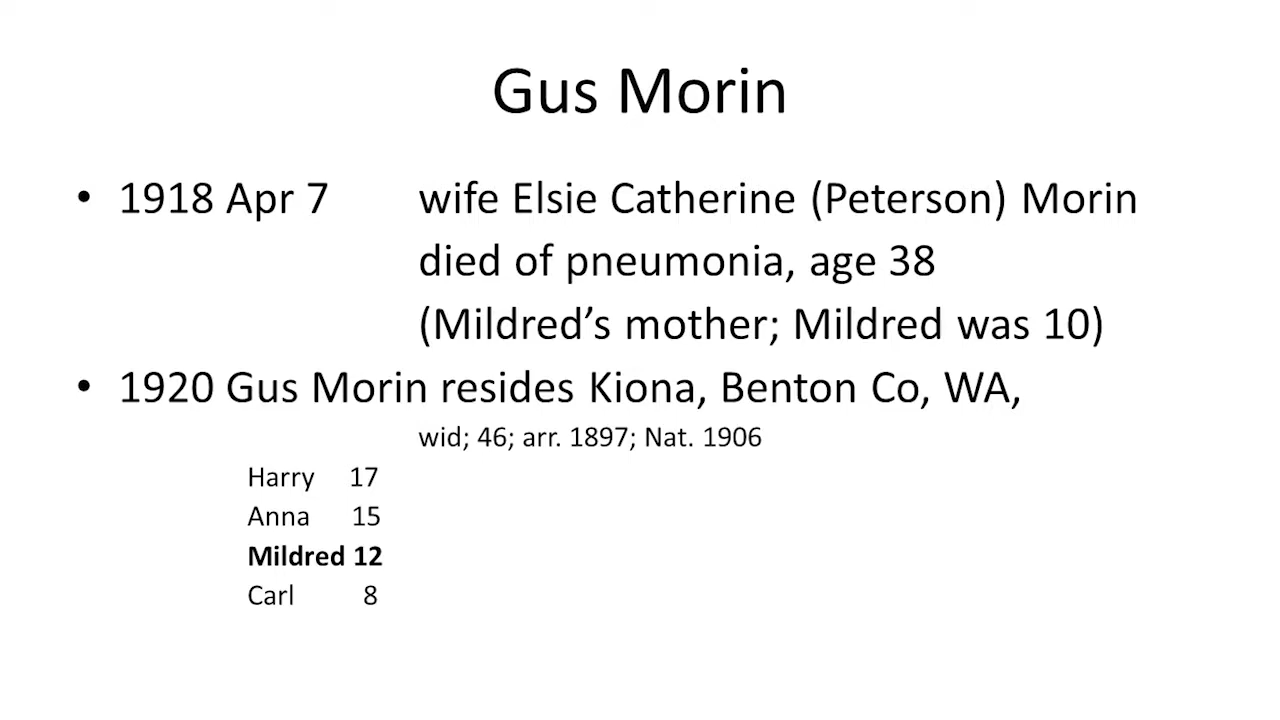 Gus Morin
• 1918 Apr 7 wife Elsie Catherine (Peterson) Morin
died of pneumonia, age 38
(Mildred’s mother; Mildred was 10)
• 1920 Gus Morin resides Kiona, Benton Co, WA,
wid; 46; arr. 1897; Nat. 1906
Harry 17
Anna 15
Mildred 12
Carl 8